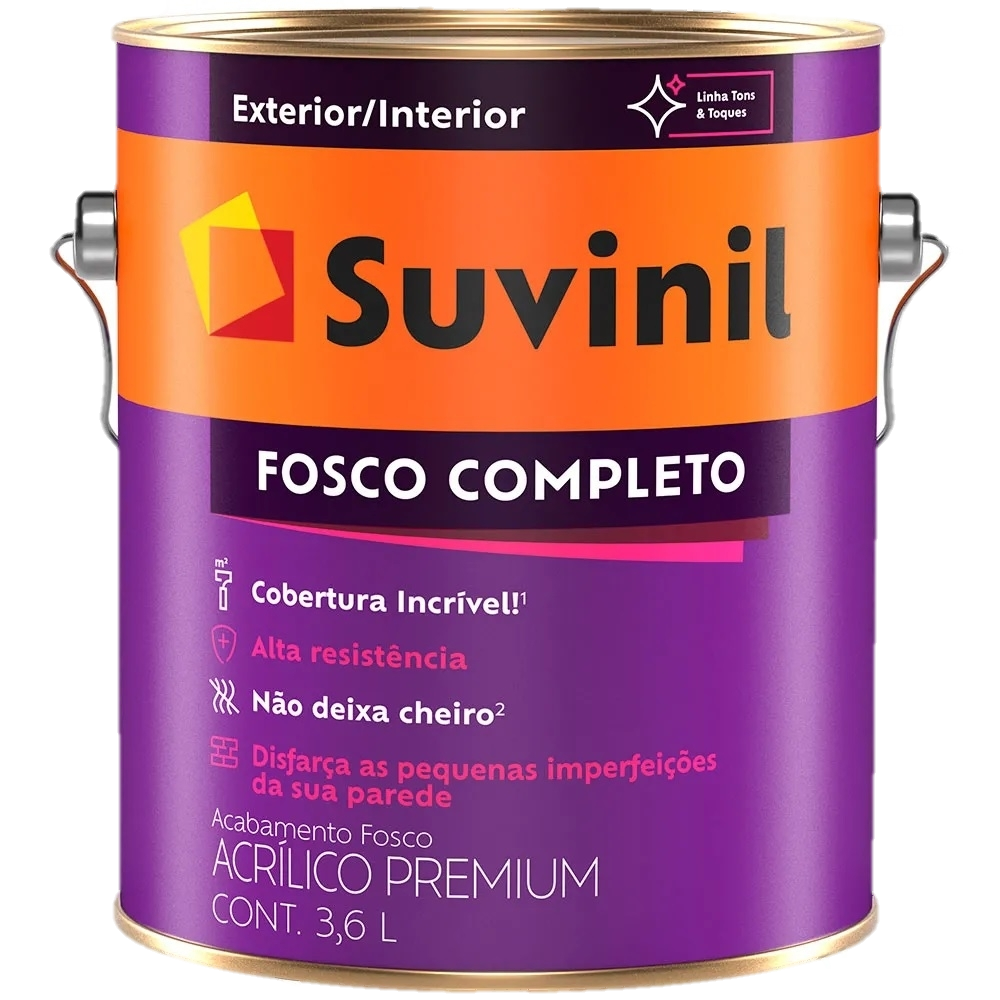 Exterior/Interior
Linha Tons
& Toques
Suvinil
FOSCO COMPLETO
m²
Cobertura Incrível!¹
Alta resistência
Não deixa cheiro²
Disfarça as pequenas imperfeições
da sua parede
Acabamento Fosco
ACRÍLICO PREMIUM
CONT. 3,6 L